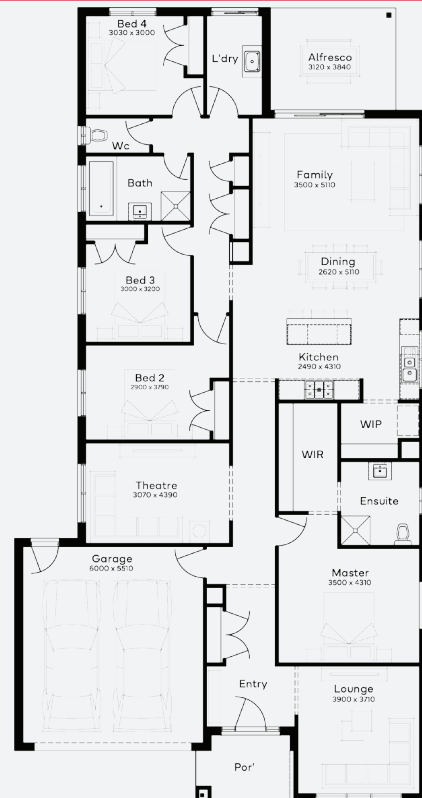 Bed 4
3030 x 3000
L'dry
Alfresco
3120 x 3840
Wc
Bath
Family
3500 x 5110
Bed 3
3000 x 3200
Dining
2620 x 5110
Kitchen
2490 x 4310
Bed 2
2900 x 3790
WIP
WIR
Theatre
3070 x 4390
Ensuite
Garage
6000 x 5510
Master
3500 x 4310
Entry
Lounge
3900 x 3710
Por'